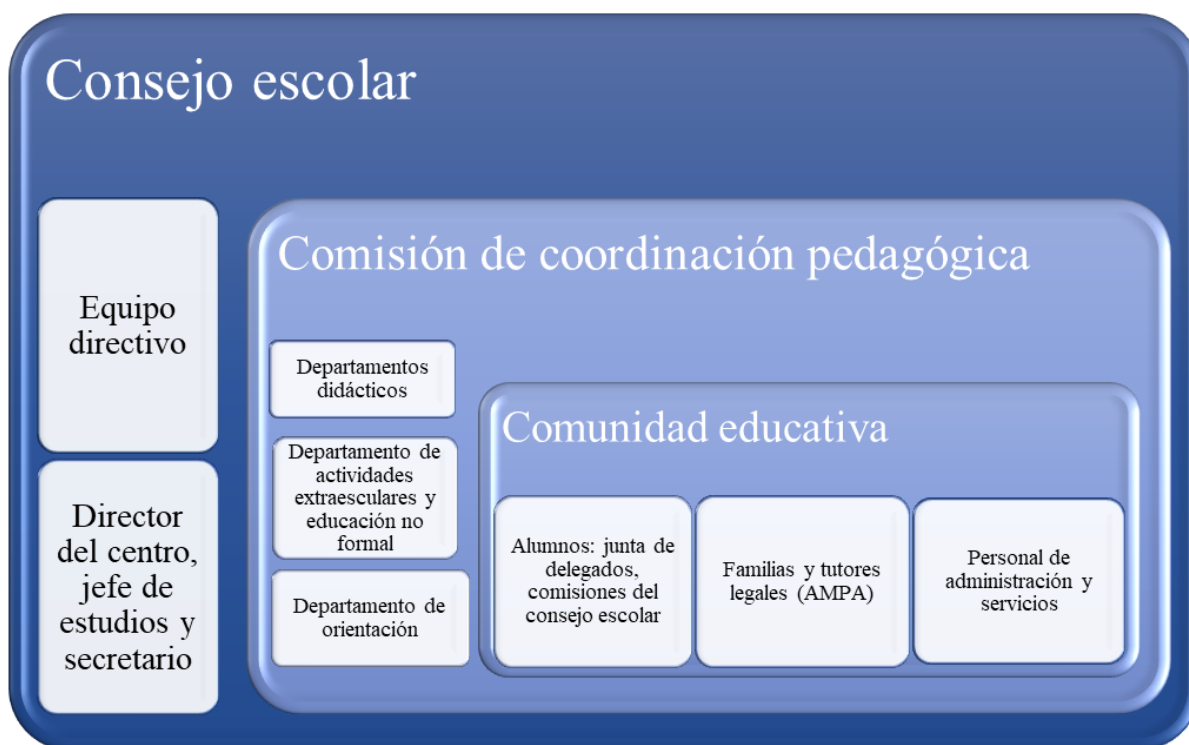 Consejo escolar
Equipo
directivo
Director
del centro,
jefe de
estudios y
secretario
Comisión de coordinación pedagógica
Departamentos
didácticos
Departamento de
actividades
extraesculares y
educación no
formal
Departamento de
orientación
Comunidad educativa
Alumnos: junta de
delegados,
comisiones del
consejo escolar
Familias y tutores
legales (AMPA)
Personal de
administración y
servicios